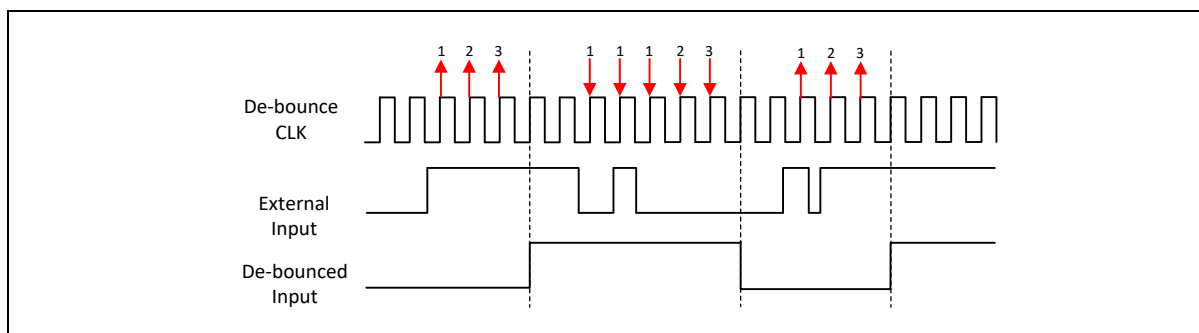 1 2 3 1 1 1 2 3 1 2 3
De-bounce
CLK
External
Input
De-bounced
Input